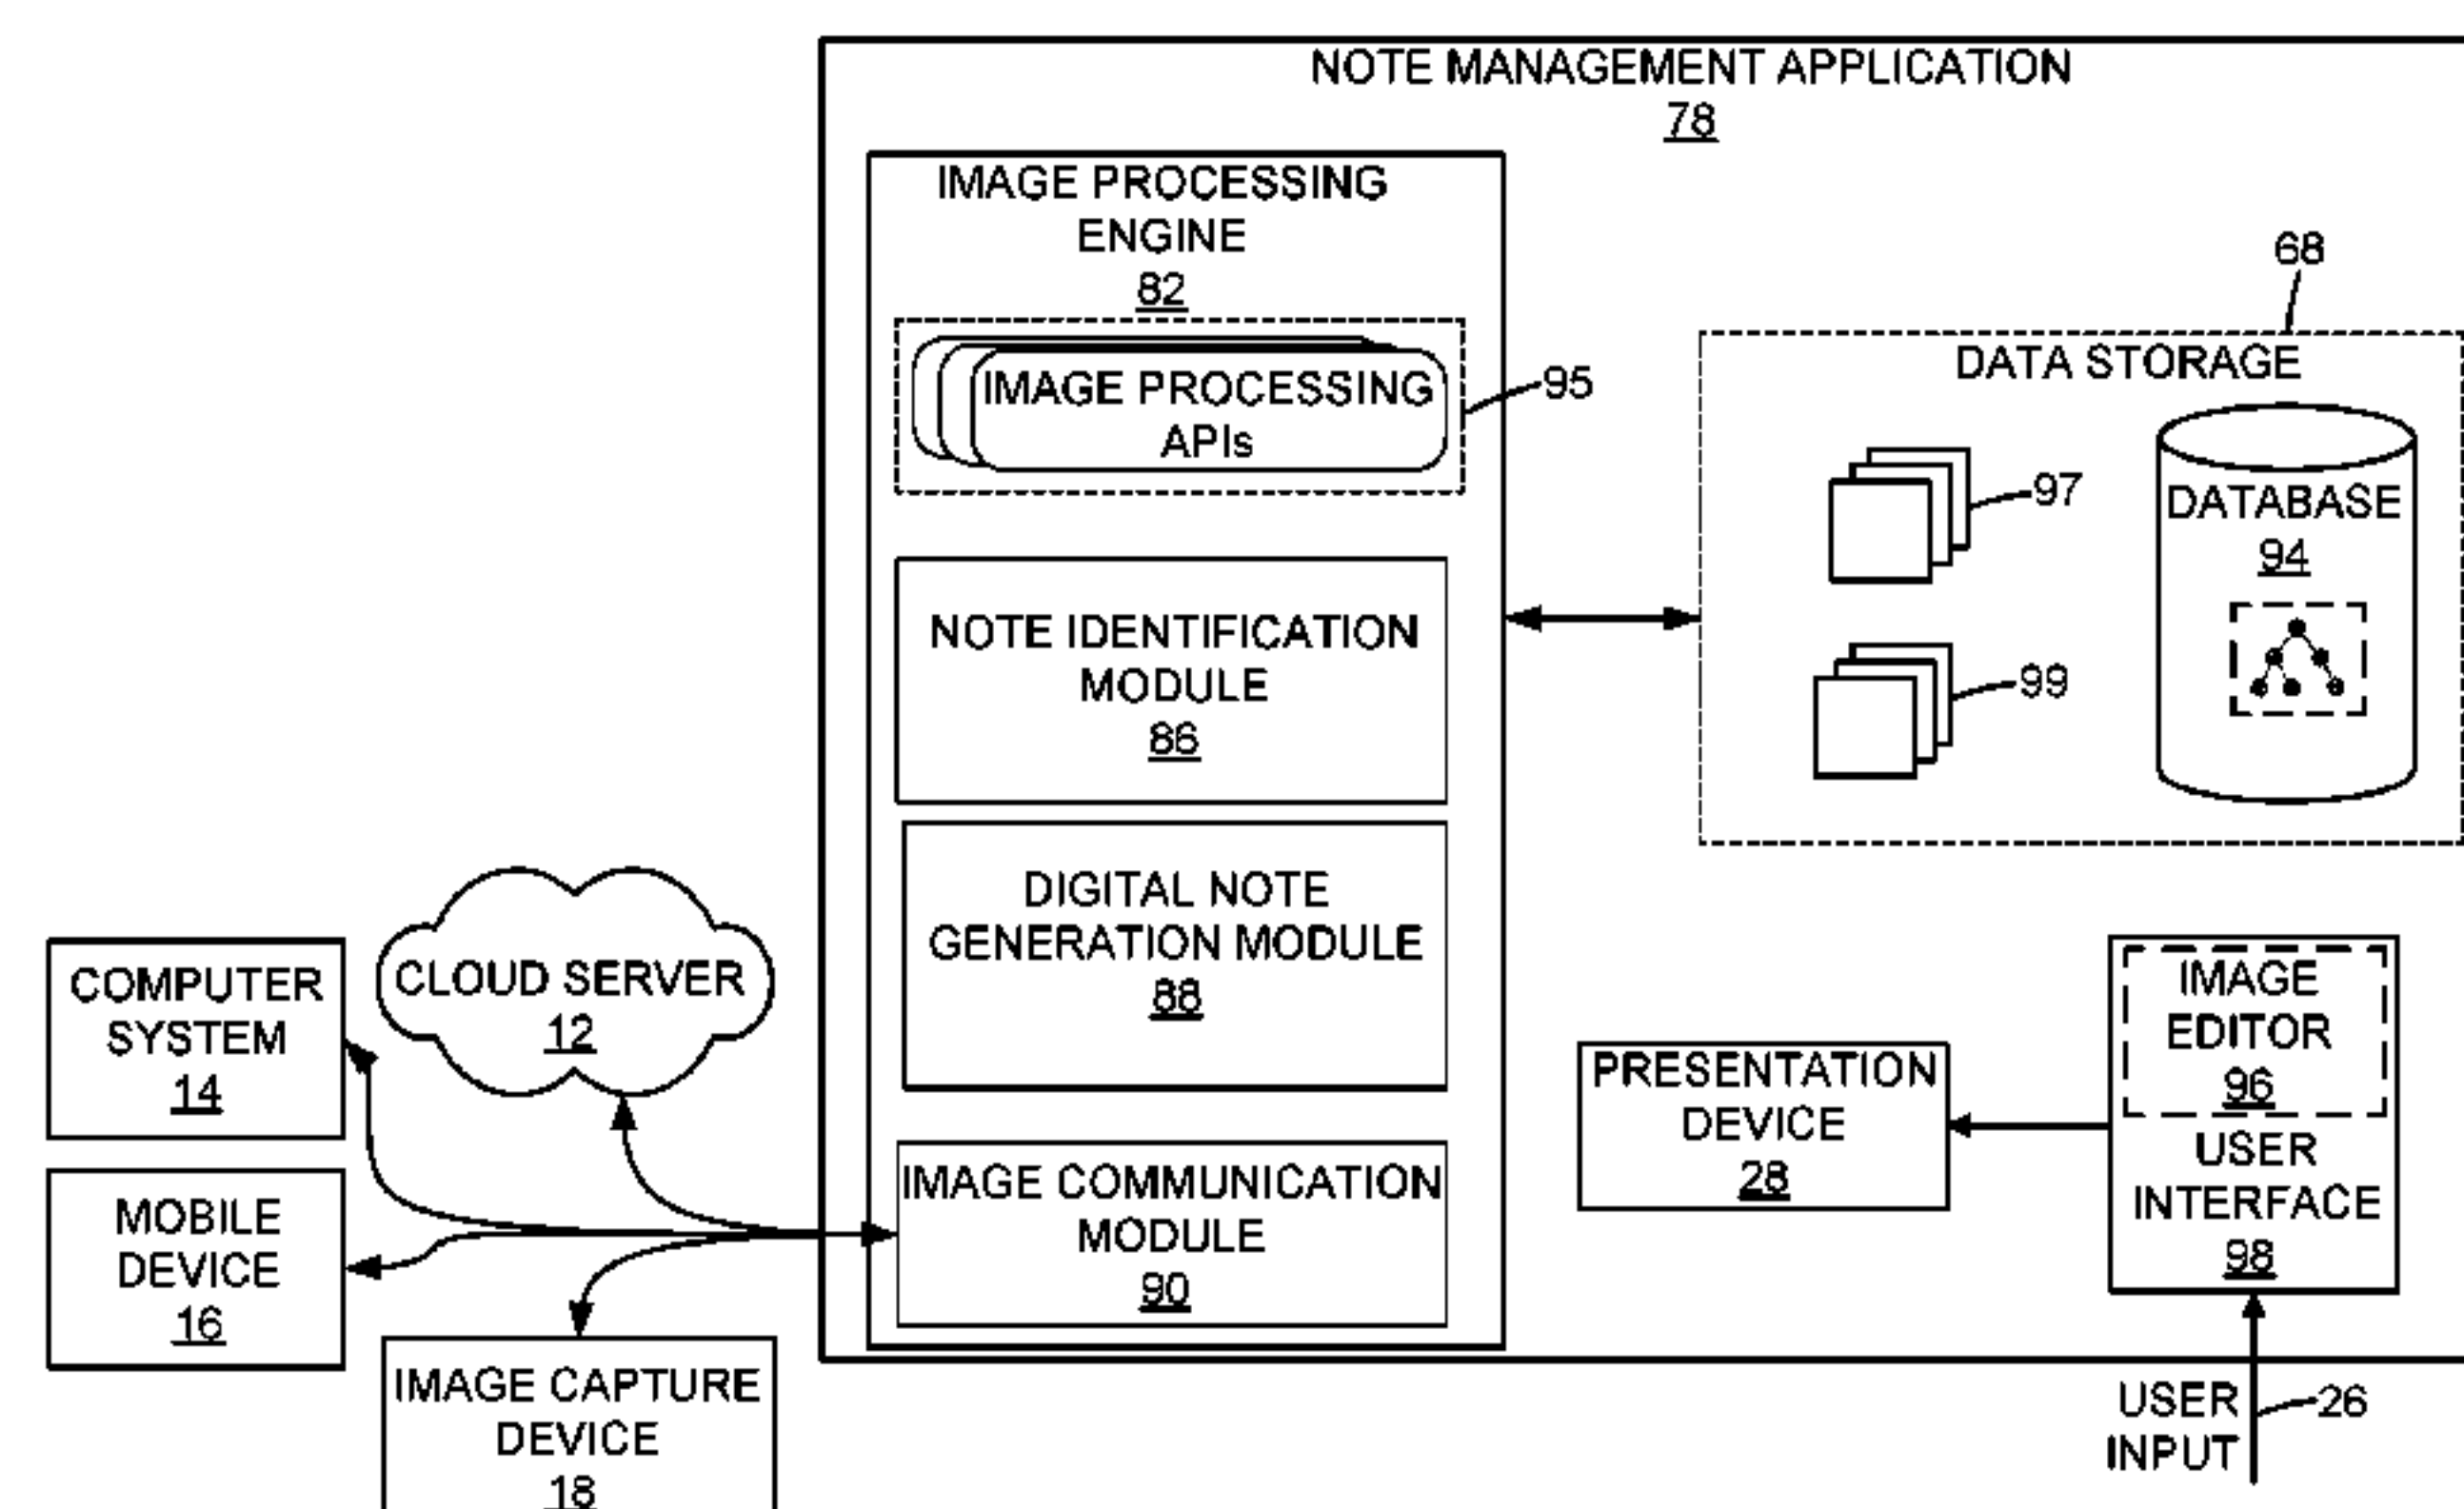 NOTE MANAGEMENT APPLICATION
78
IMAGE PROCESSING
ENGINE
82
IMAGE PROCESSING
APIs
95
NOTE IDENTIFICATION
MODULE
86
DIGITAL NOTE
GENERATION MODULE
88
IMAGE COMMUNICATION
MODULE
90
68
DATA STORAGE
97
99
DATABASE
94
COMPUTER
SYSTEM
14
CLOUD SERVER
12
MOBILE
DEVICE
16
IMAGE CAPTURE
DEVICE
18
PRESENTATION
DEVICE
28
IMAGE
EDITOR
96
USER
INTERFACE
98
USER
INPUT
26